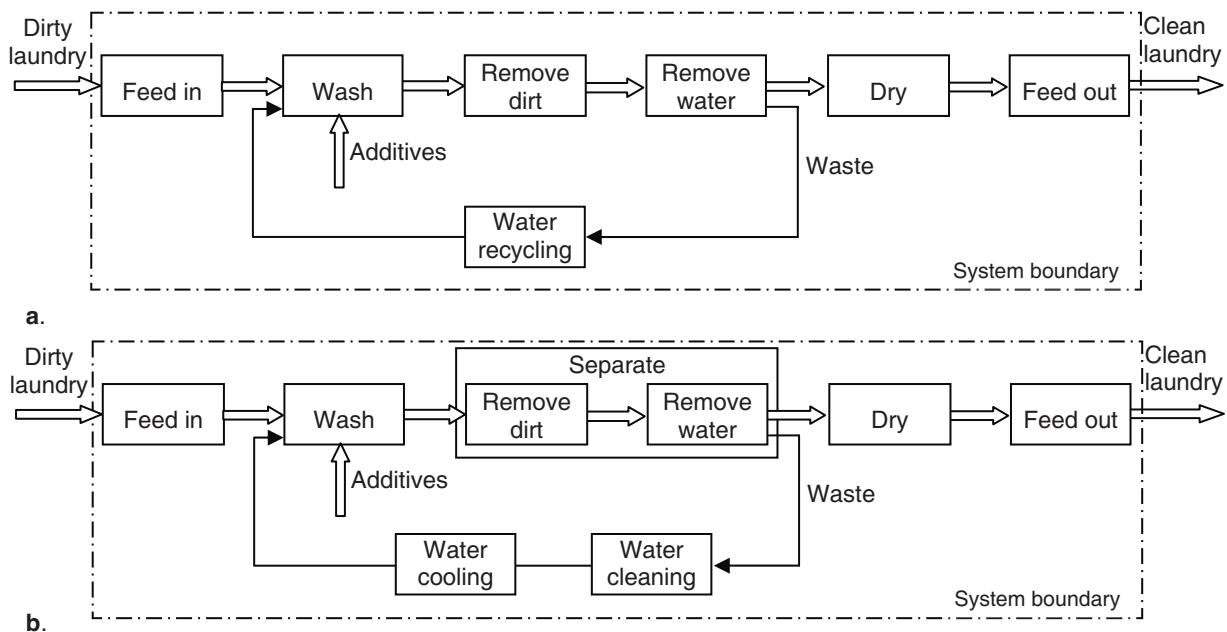 Dirty
laundry
Feed in
Wash
Remove
dirt
Remove
water
Dry
Feed out
Clean
laundry
Additives
Waste
Water
recycling
System boundary
a.
Dirty
laundry
Separate
Feed in
Wash
Remove
dirt
Remove
water
Dry
Feed out
Clean
laundry
Additives
Waste
Water
cooling
Water
cleaning
System boundary
b.